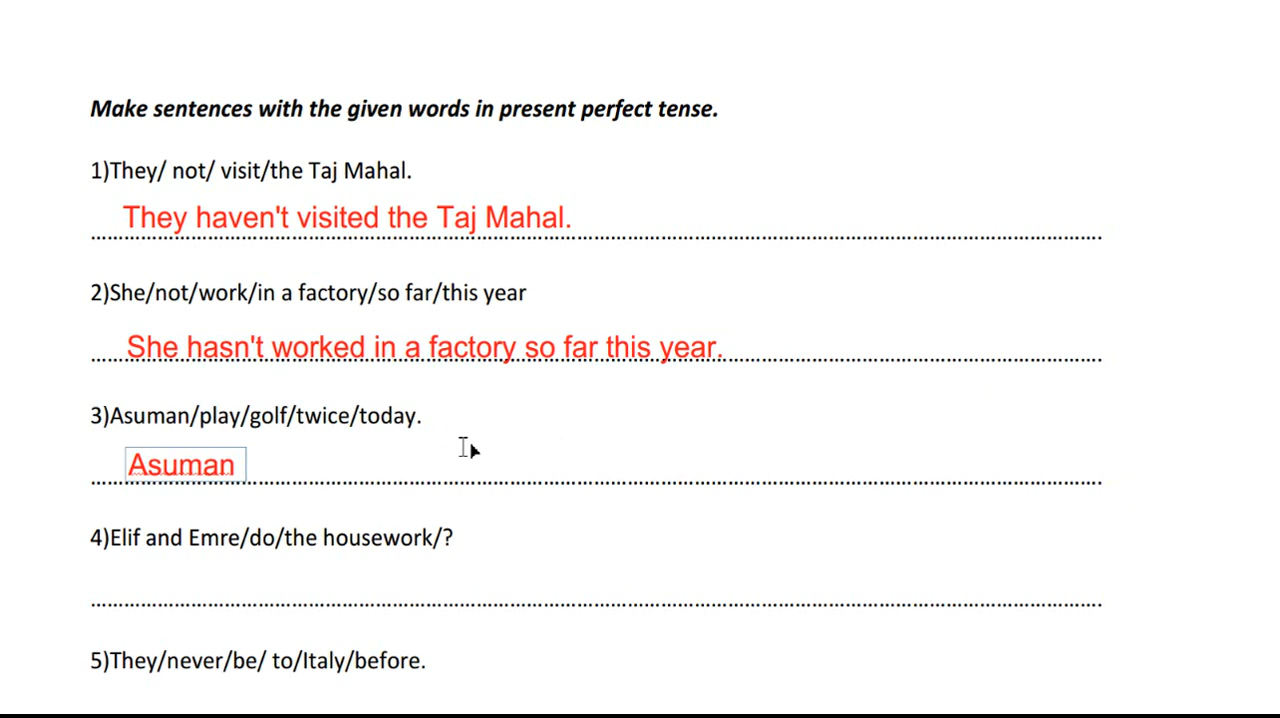 Make sentences with the given words in present perfect tense.
1)They/ not/ visit/the Taj Mahal.
They haven't visited the Taj Mahal.
2)She/not/work/in a factory/so far/this year
She hasn't worked in a factory so far this year.
3)Asuman/play/golf/twice/today.
Asuman
4)Elif and Emre/do/the housework/?
5)They/never/be/ to/Italy/before.